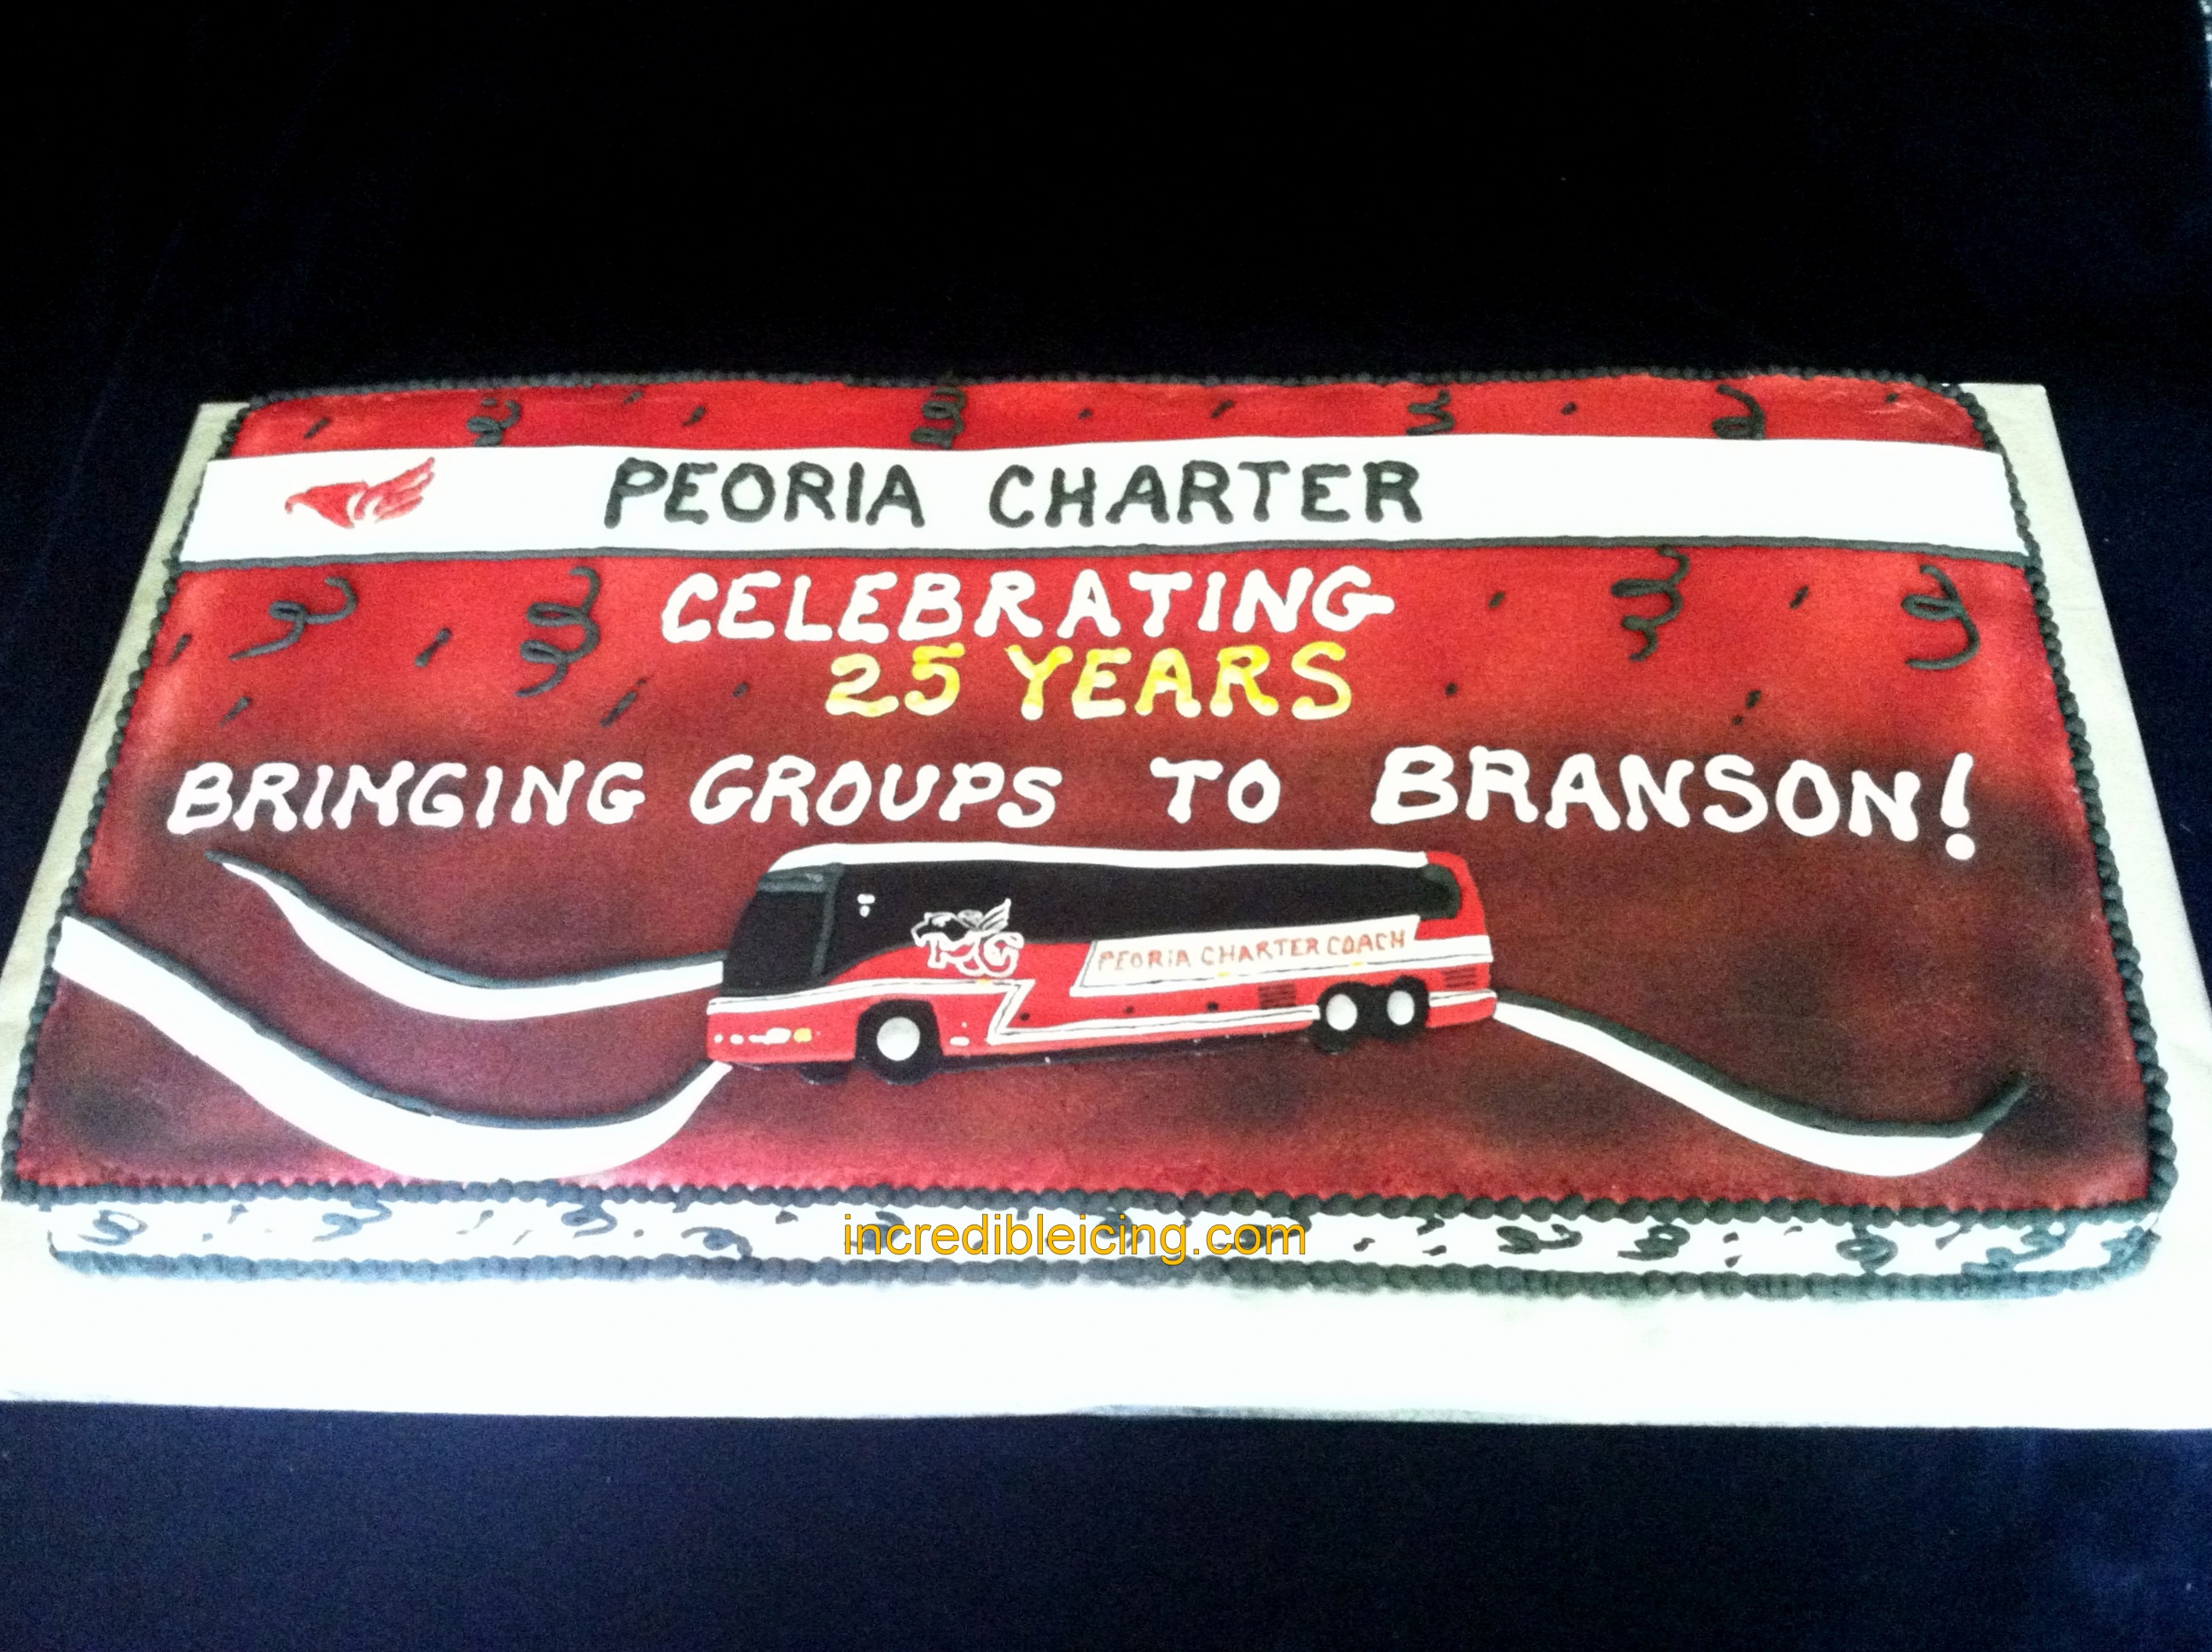 PEORIA CHARTER
CELEBRATING
25 YEARS
BRINGING GROUPS TO BRANSON!
PEORIA CHARTER COACH
incredibleicing.com